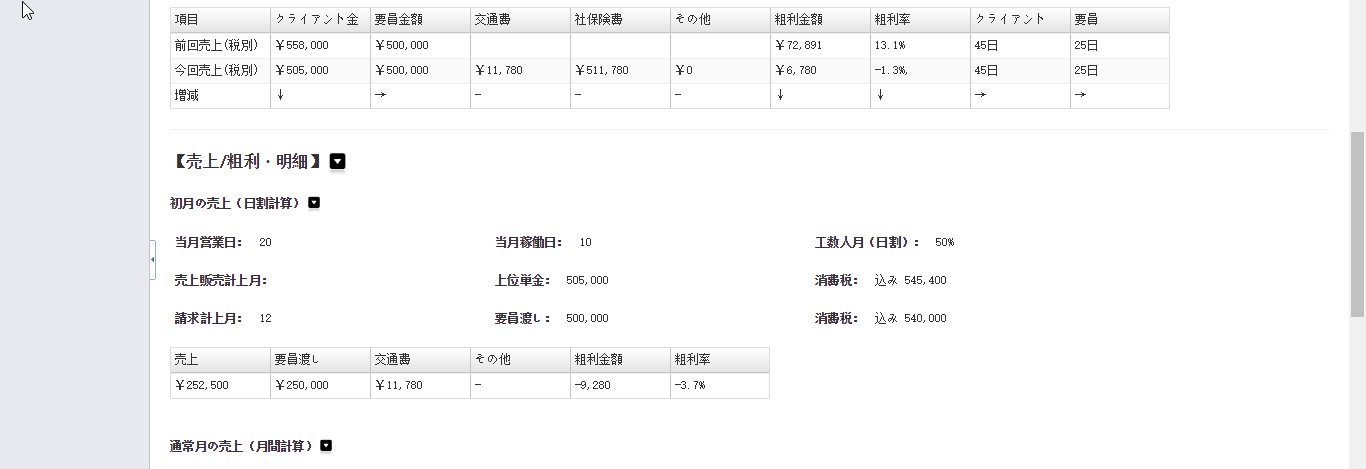 項目 クライアント金 要員金額 交通費 社保険費 その他 粗利金額 粗利率 クライアント 要員
前回売上(税別) ￥558,000 ￥500,000 ￥72,891 13.1% 45日 25日
今回売上(税別) ￥505,000 ￥500,000 ￥11,780 ￥511,780 ￥0 ￥6,780 -1.3%, 45日 25日
増減 ↓ → - - - ↓ ↓ → →
【売上/粗利・明細】
初月の売上（日割計算）
当月営業日： 20 当月稼働日： 10 工数人月（日割）： 50%
売上販売計上月： 上位単金： 505,000 消費税： 込み 545,400
請求計上月： 12 要員渡し： 500,000 消費税： 込み 540,000
売上 要員渡し 交通費 その他 粗利金額 粗利率
￥252,500 ￥250,000 ￥11,780 - -9,280 -3.7%
通常月の売上（月間計算）